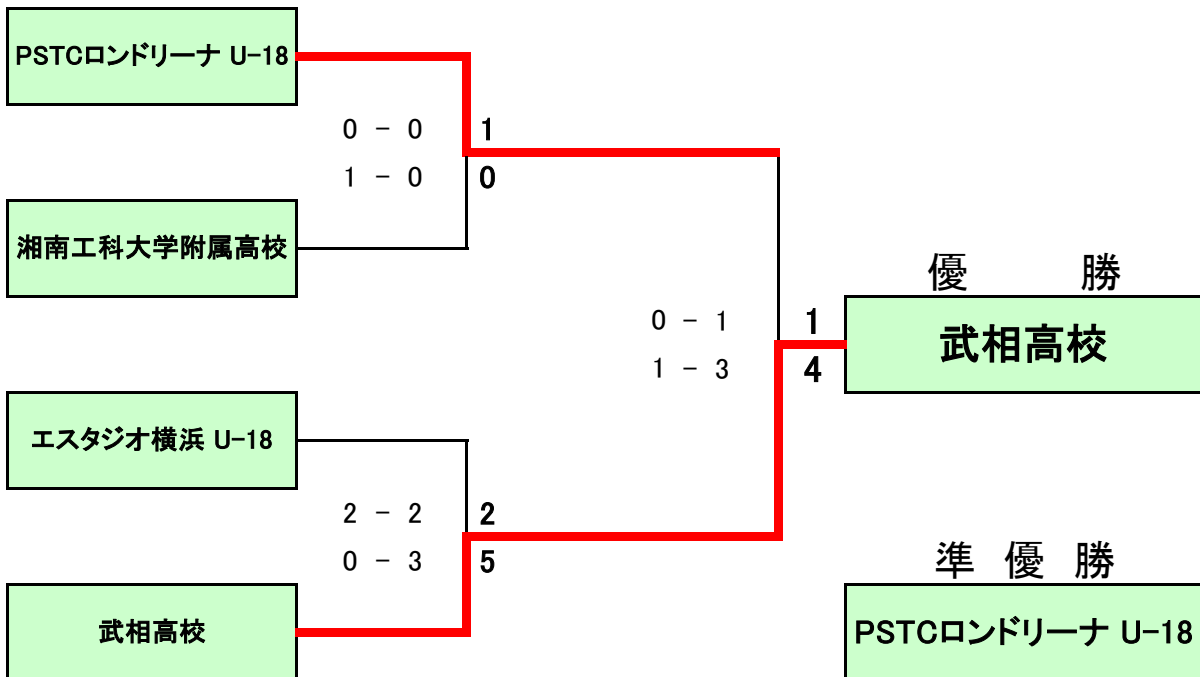 PSTCロンドリーナ U-18
0 - 0
1
1 - 0
0
湘南工科大学附属高校
優 勝
武相高校
0 - 1
1
1 - 3
4
エスタジオ横浜 U-18
2 - 2
2
0 - 3
5
準 優 勝
武相高校
PSTCロンドリーナ U-18